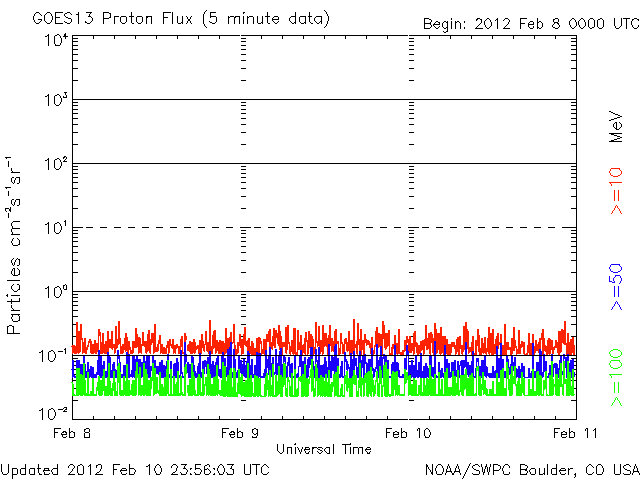 GOES13 Proton Flux (5 minute data)
Begin: 2012 Feb 8 0000 UTC
10⁴
10³
10²
10¹
10⁰
10⁻¹
10⁻²
Particles cm⁻²s⁻¹sr⁻¹
MeV
>=10
>=50
>=100
Feb 8
Feb 9
Feb 10
Feb 11
Universal Time
Updated 2012 Feb 10 23:56:03 UTC
NOAA/SWPC Boulder, CO USA